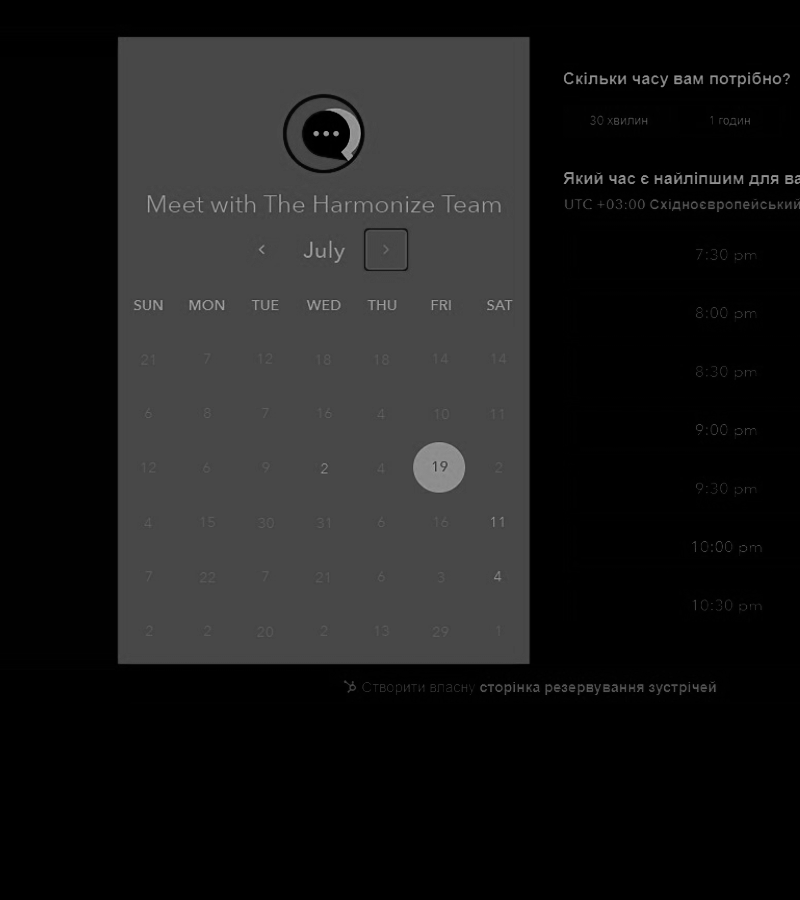 Meet with The Harmonize Team
July
SUN MON TUE WED THU FRI SAT
21 7 12 18 18 14 14
6 8 7 16 4 10 11
12 6 9 2 4 19 2
4 15 30 31 6 16 11
7 22 7 21 6 3 4
2 2 20 2 13 29 1
Скільки часу вам потрібно?
30 хвилин 1 годин
Який час є найліпшим для ва
UTC +03:00 Східноєвропейський
7:30 pm
8:00 pm
8:30 pm
9:00 pm
9:30 pm
10:00 pm
10:30 pm
Створити власну сторінка резервування зустрічей